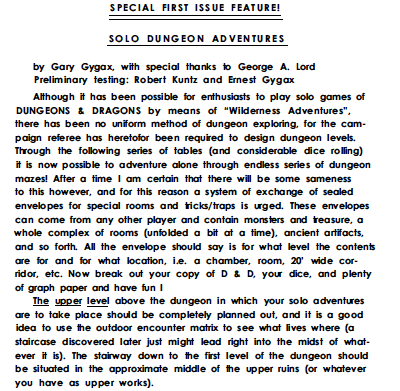 SPECIAL FIRST ISSUE FEATURE!
SOLO DUNGEON ADVENTURES
by Gary Gygax, with special thanks to George A. Lord
Preliminary testing: Robert Kuntz and Ernest Gygax
Although it has been possible for enthusiasts to play solo games of
DUNGEONS & DRAGONS by means of "Wilderness Adventures",
there has been no uniform method of dungeon exploring, for the cam-
paign referee has heretofor been required to design dungeon levels.
Through the following series of tables (and considerable dice rolling)
it is now possible to adventure alone through endless series of dungeon
mazes! After a time I am certain that there will be some sameness
to this however, and for this reason a system of exchange of sealed
envelopes for special rooms and tricks/traps is urged. These envelopes
can come from any other player and contain monsters and treasure, a
whole complex of rooms (unfolded a bit at a time), ancient artifacts,
and so forth. All the envelope should say is for what level the contents
are for and for what location, i.e. a chamber, room, 20' wide cor-
ridor, etc. Now break out your copy of D & D, your dice, and plenty
of graph paper and have fun !
The upper level above the dungeon in which your solo adventures
are to take place should be completely planned out, and it is a good
idea to use the outdoor encounter matrix to see what lives where (a
staircase discovered later just might lead right into the midst of what-
ever it is). The stairway down to the first level of the dungeon should
be situated in the approximate middle of the upper ruins (or whatever
you have as upper works).